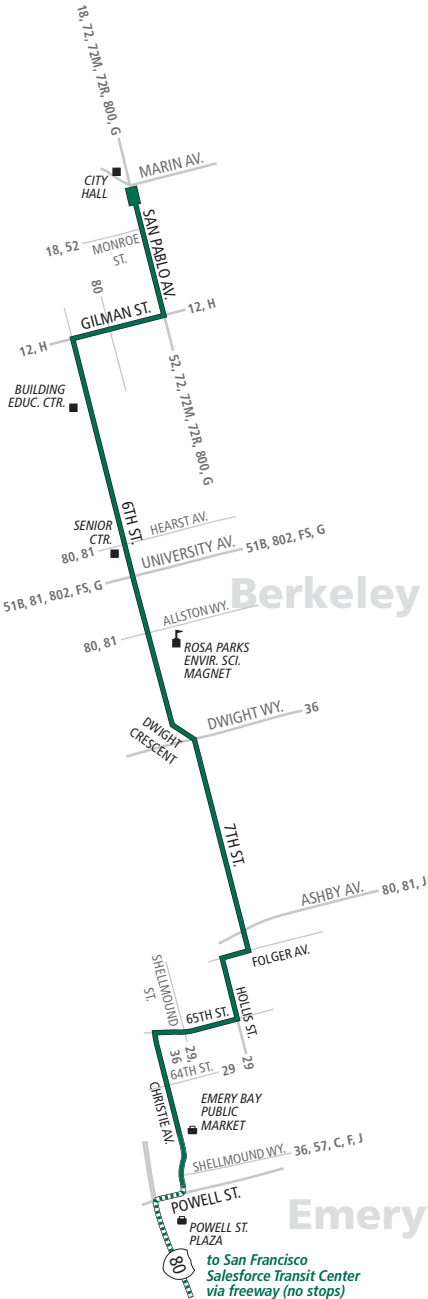 18, 72, 72M, 72R, 800, G
MARIN AV.
CITY
HALL
SAN PABLO AV.
18, 52
MONROE
ST.
80
GILMAN ST.
12, H
12, H
52, 72, 72M, 72R, 800, G
BUILDING
EDUC. CTR.
6TH ST.
SENIOR
CTR.
HEARST AV.
80, 81
UNIVERSITY AV.
51B, 802, FS, G
51B, 81, 802, FS, G
Berkeley
ALLSTON WY.
80, 81
ROSA PARKS
ENVIR. SCI.
MAGNET
DWIGHT
CRESCENT
DWIGHT WY.
36
7TH ST.
ASHBY AV.
80, 81, J
FOLGER AV.
SHELLMOUND
ST.
HOLLIS ST.
65TH ST.
29,
36
64TH ST.
29
29
CHRISTIE AV.
EMERY BAY
PUBLIC
MARKET
SHELLMOUND WY.
36, 57, C, F, J
POWELL ST.
Emery
POWELL ST.
PLAZA
80
to San Francisco
Salesforce Transit Center
via freeway (no stops)